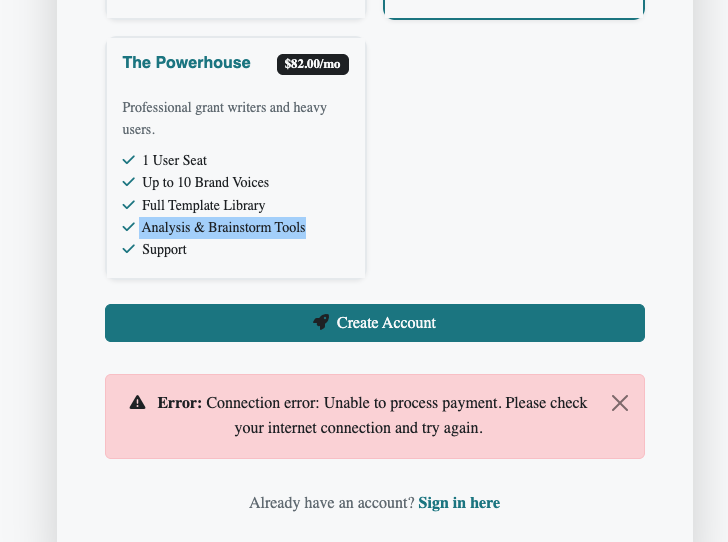 The Powerhouse
$82.00/mo
Professional grant writers and heavy
users.
1 User Seat
Up to 10 Brand Voices
Full Template Library
Analysis & Brainstorm Tools
Support
Create Account
Error: Connection error: Unable to process payment. Please check
your internet connection and try again.
Already have an account? Sign in here